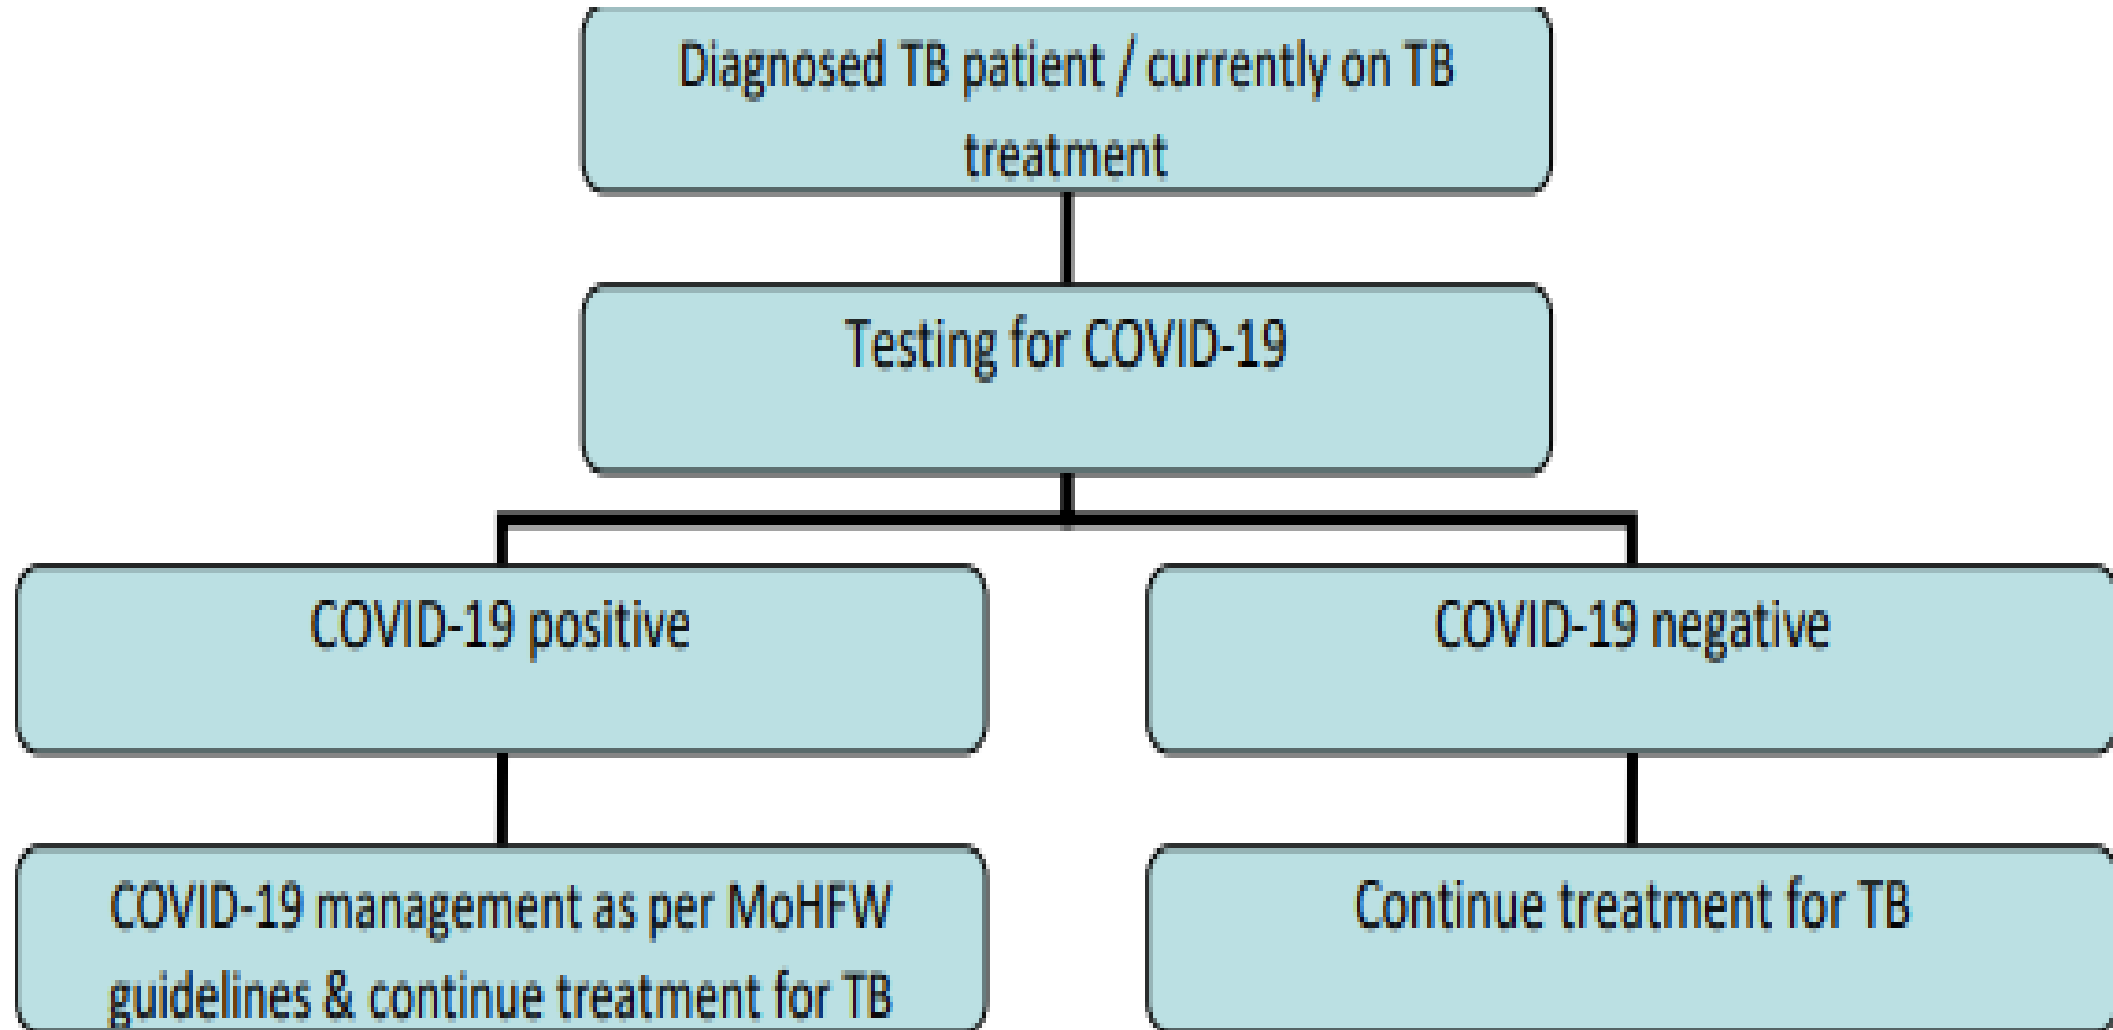 Diagnosed TB patient / currently on TB
treatment
Testing for COVID-19
COVID-19 positive
COVID-19 negative
COVID-19 management as per MoHFW
guidelines & continue treatment for TB
Continue treatment for TB